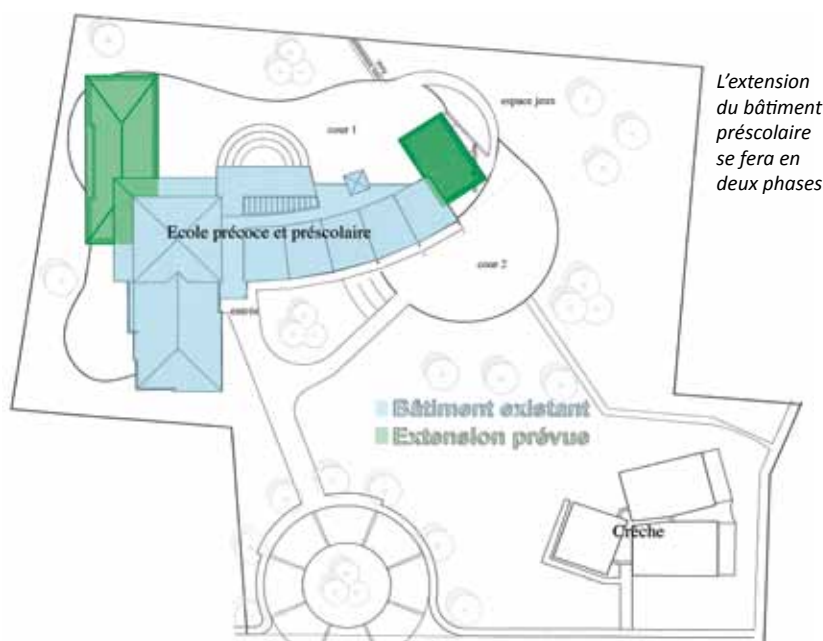 espace jeux
L'extension
du bâtiment
préscolaire
se fera en
deux phases
cour 1
Ecole précoce et préscolaire
cour 2
entrée
Bâtiment existant
Extension prévue
Crèche